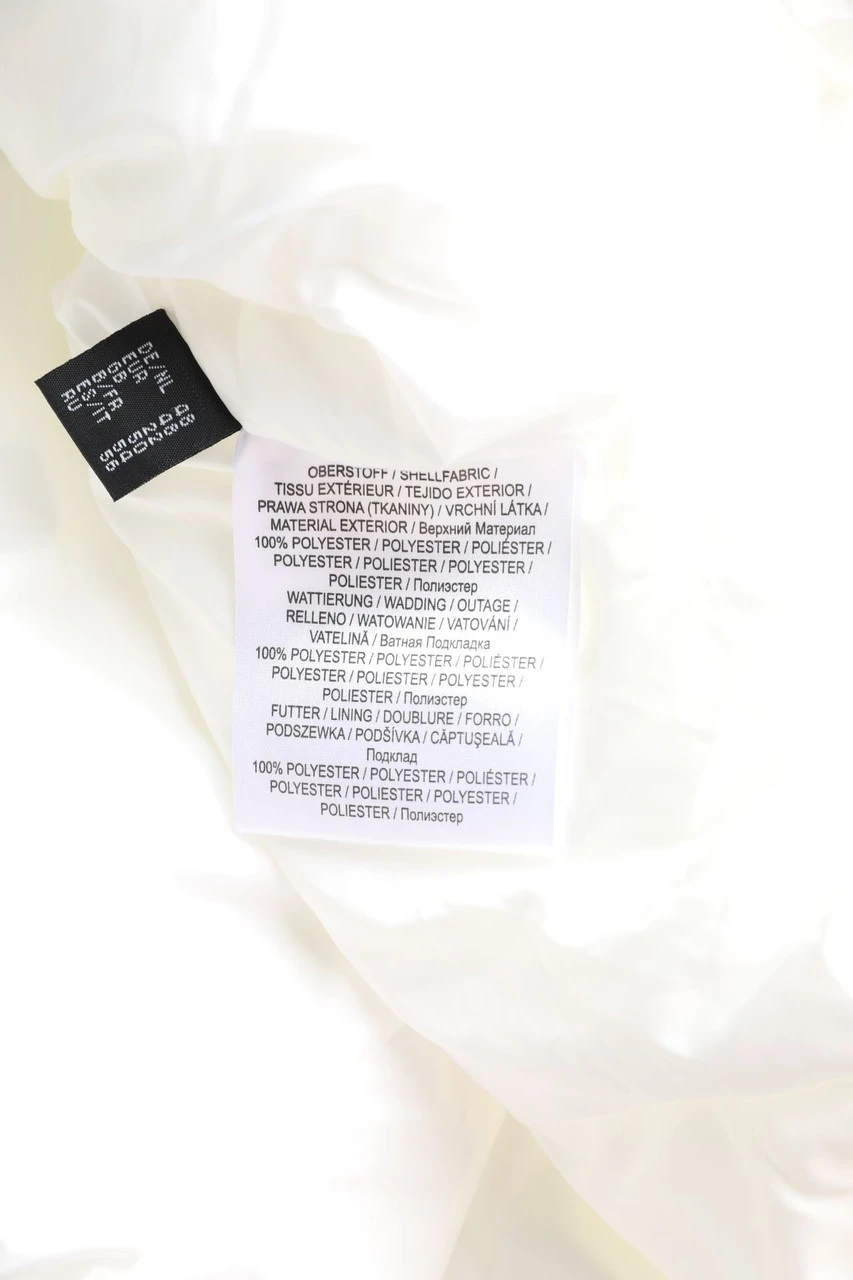 DE/NL
EUR
OBERSTOFF / SHELLFABRIC /
TISSU EXTÉRIEUR / TEJIDO EXTERIOR /
PRAWA STRONA (TKANINY) / VRCHNÍ LÁTKA /
MATERIAL EXTERIOR / Верхний Материал
100% POLYESTER / POLYESTER / POLIÉSTER /
POLYESTER / POLIESTER / POLYESTER /
POLIESTER / Полиэстер
WATTIERUNG / WADDING / OUTAGE /
RELLENO / WATOWANIE / VATOVÁNÍ /
VATELINĂ / Ватная Подкладка
100% POLYESTER / POLYESTER / POLIÉSTER /
POLYESTER / POLIESTER / POLYESTER /
POLIESTER / Полиэстер
FUTTER / LINING / DOUBLURE / FORRO /
PODSZEWKA / PODŠÍVKA / CĂPTUŞEALĂ /
Подклад
100% POLYESTER / POLYESTER / POLIÉSTER /
POLYESTER / POLIESTER / POLYESTER /
POLIESTER / Полиэстер